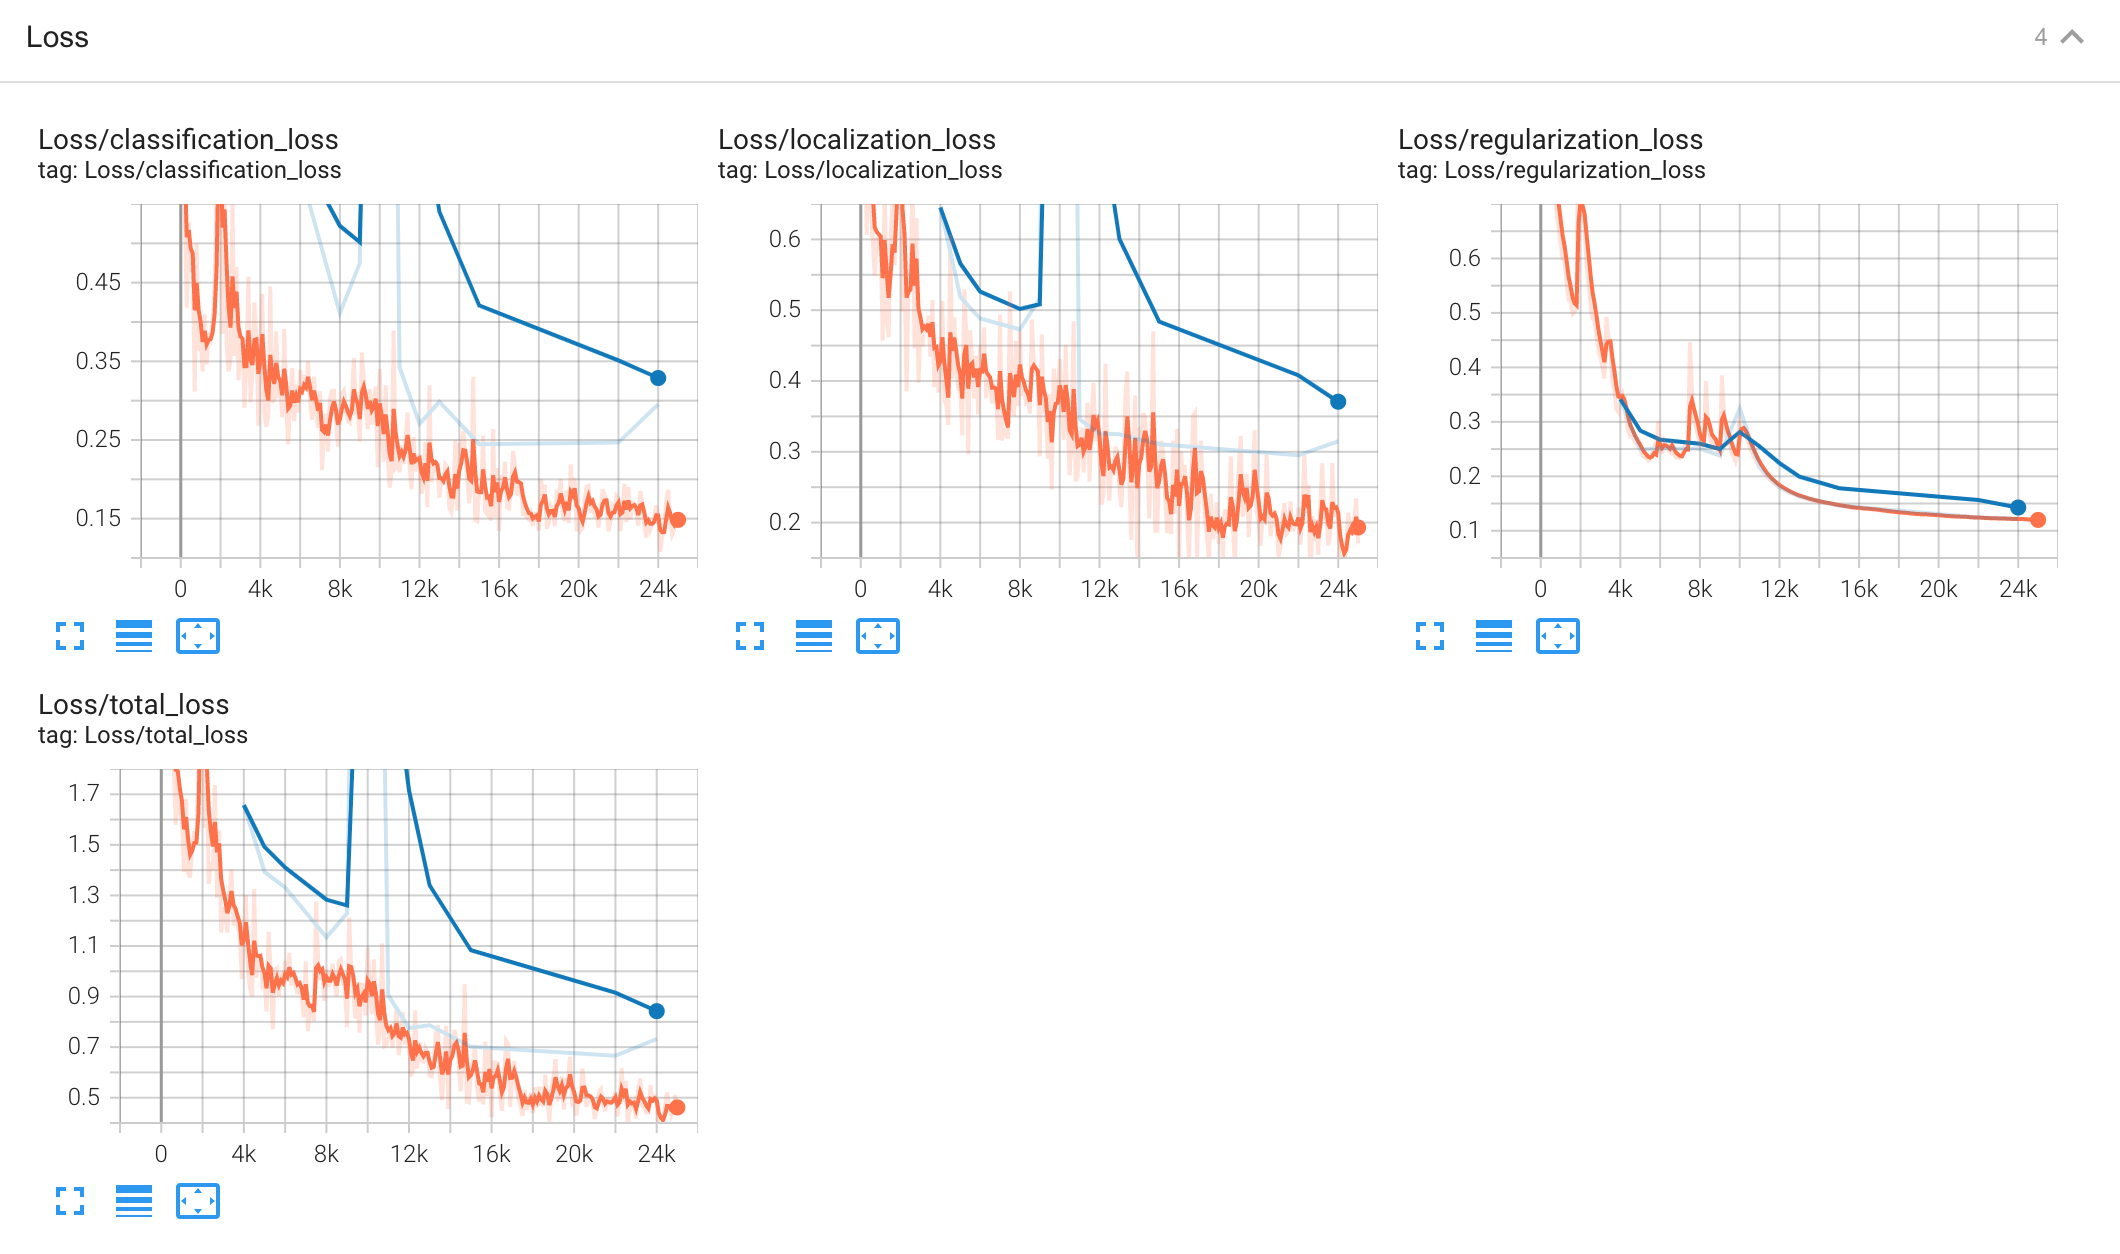 Loss
4
Loss/classification_loss
tag: Loss/classification_loss
0.45
0.35
0.25
0.15
0 4k 8k 12k 16k 20k 24k
Loss/localization_loss
tag: Loss/localization_loss
0.6
0.5
0.4
0.3
0.2
0 4k 8k 12k 16k 20k 24k
Loss/regularization_loss
tag: Loss/regularization_loss
0.6
0.5
0.4
0.3
0.2
0.1
0 4k 8k 12k 16k 20k 24k
Loss/total_loss
tag: Loss/total_loss
1.7
1.5
1.3
1.1
0.9
0.7
0.5
0 4k 8k 12k 16k 20k 24k